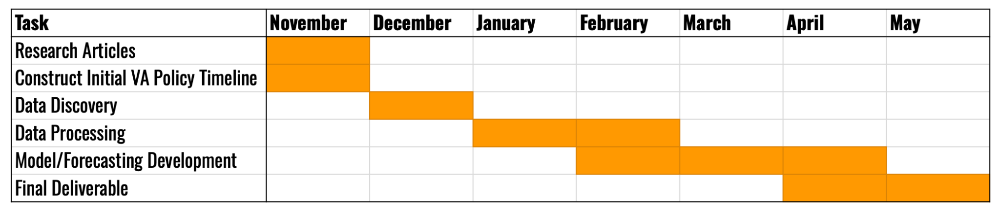 Task November December January February March April May
Research Articles
Construct Initial VA Policy Timeline
Data Discovery
Data Processing
Model/Forecasting Development
Final Deliverable